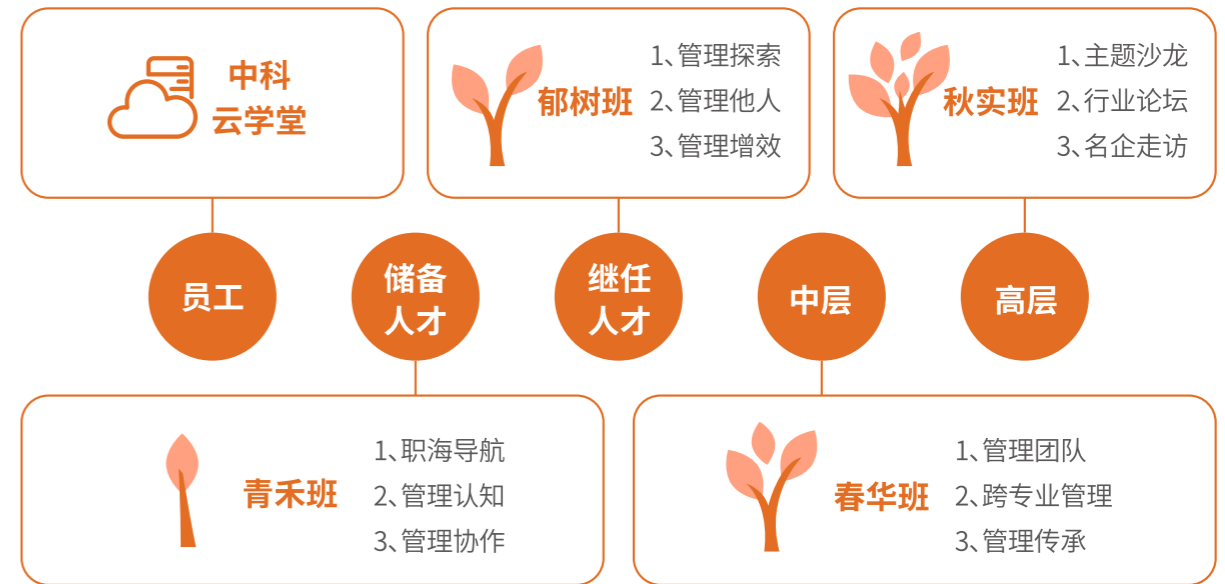 中科
云学堂
郁树班
1、管理探索
2、管理他人
3、管理增效
秋实班
1、主题沙龙
2、行业论坛
3、名企走访
员工
储备
人才
继任
人才
中层
高层
青禾班
1、职海导航
2、管理认知
3、管理协作
春华班
1、管理团队
2、跨专业管理
3、管理传承